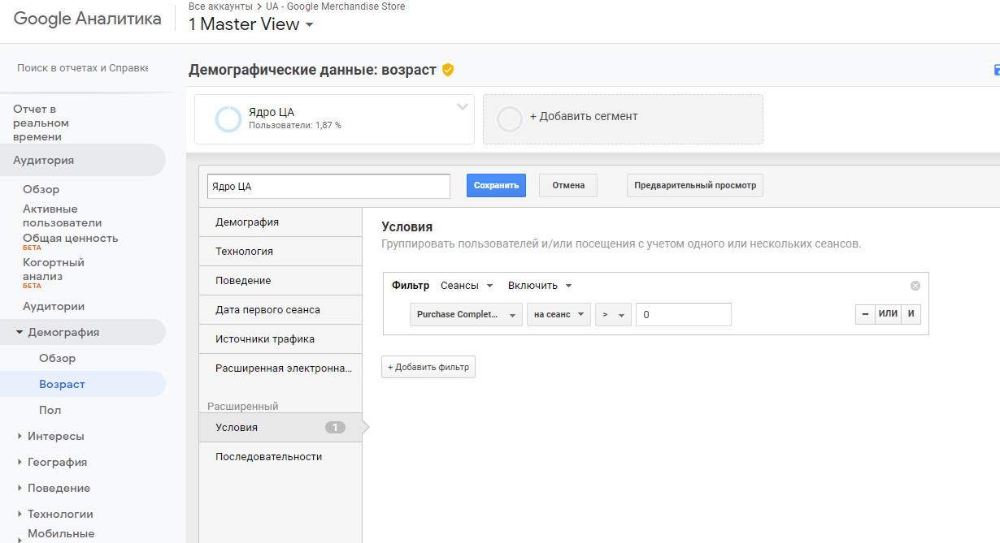 Google Аналитика
Все аккаунты > UA - Google Merchandise Store
1 Master View
Поиск в отчетах и Справке
Демографические данные: возраст
Отчет в
реальном
времени
Аудитория
Обзор
Активные
пользователи
Общая ценность
БЕТА
Когортный
анализ
БЕТА
Аудитории
Демография
Обзор
Возраст
Пол
Интересы
География
Поведение
Технологии
Мобильные
Ядро ЦА
Пользователи: 1,87 %
+ Добавить сегмент
Ядро ЦА
Сохранить
Отмена
Предварительный просмотр
Демография
Технология
Поведение
Дата первого сеанса
Источники трафика
Расширенная электронна...
Расширенный
Условия 1
Последовательности
Условия
Группировать пользователей и/или посещения с учетом одного или нескольких сеансов.
Фильтр Сеансы Включить
Purchase Complet... на сеанс > 0 − ИЛИ И
+ Добавить фильтр